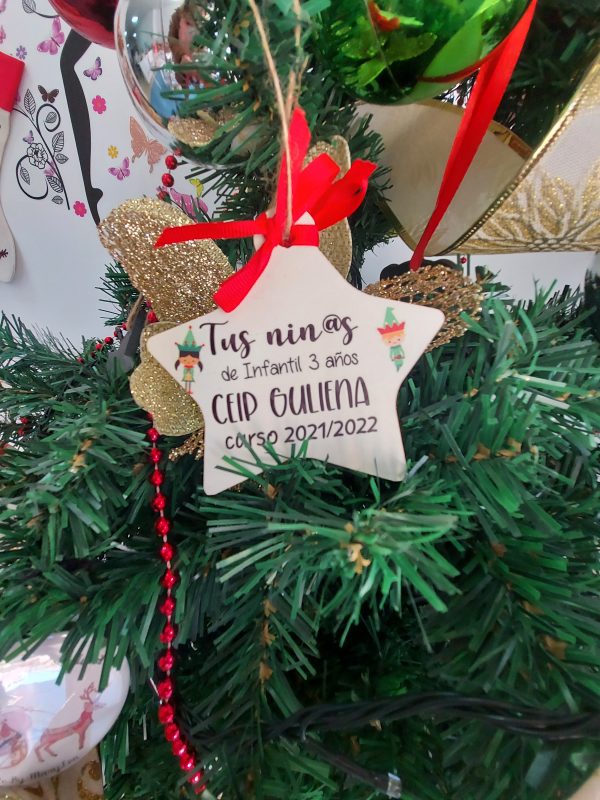 Tus nin@s
de Infantil 3 años
CEIP GULIENA
curso 2021/2022